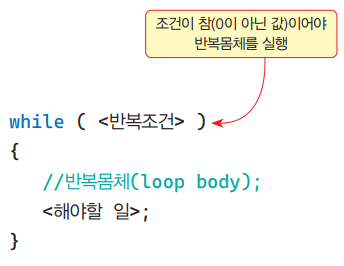 조건이 참(0이 아닌 값)이어야
반복몸체를 실행
while ( <반복조건> )
{
//반복몸체(loop body);
<해야할 일>;
}